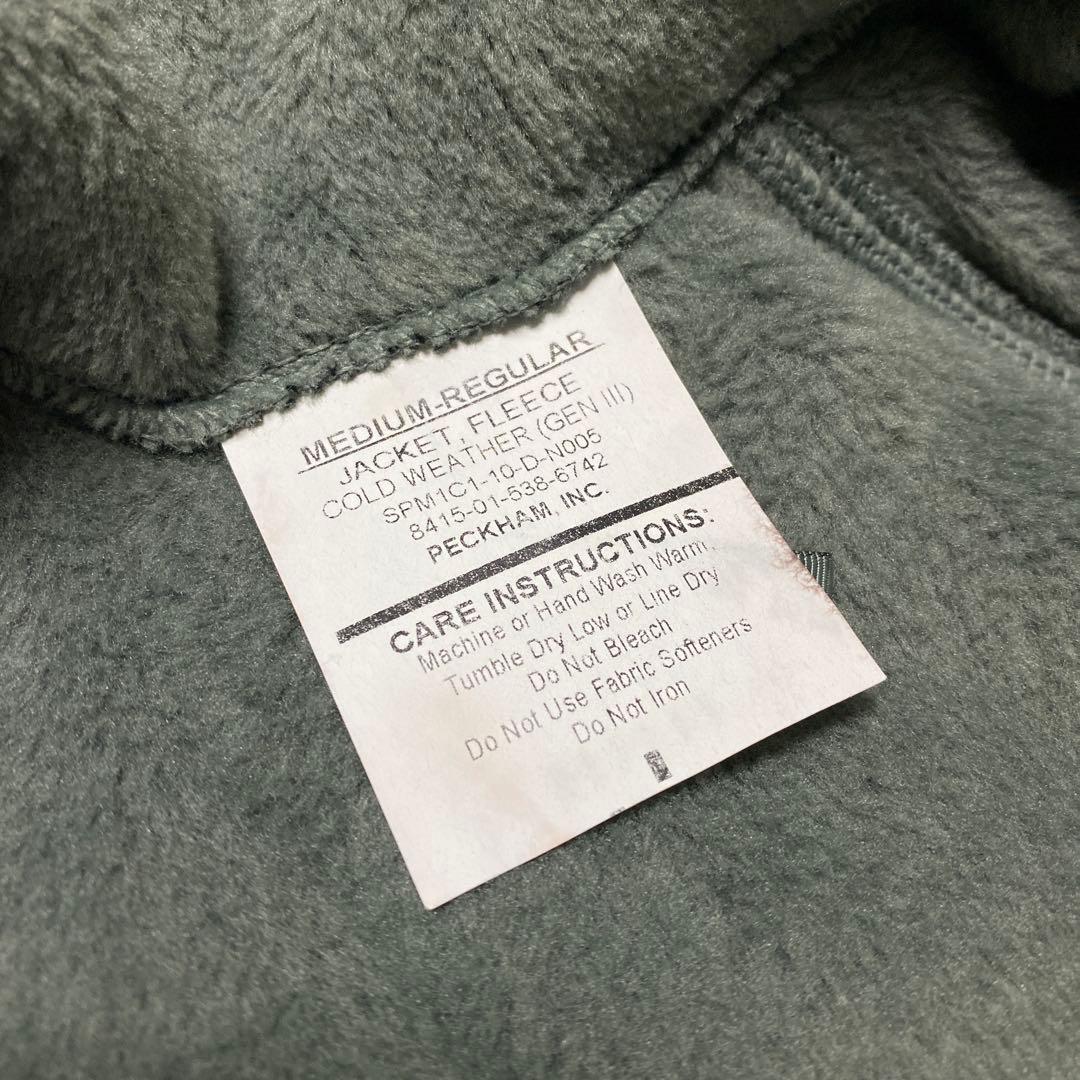 MEDIUM-REGULAR
JACKET, FLEECE
COLD WEATHER (GEN III)
SPM1C1-10-D-N005
8415-01-538-6742
PECKHAM, INC.
CARE INSTRUCTIONS:
Machine or Hand Wash Warm,
Tumble Dry Low or Line Dry
Do Not Bleach
Do Not Use Fabric Softeners
Do Not Iron